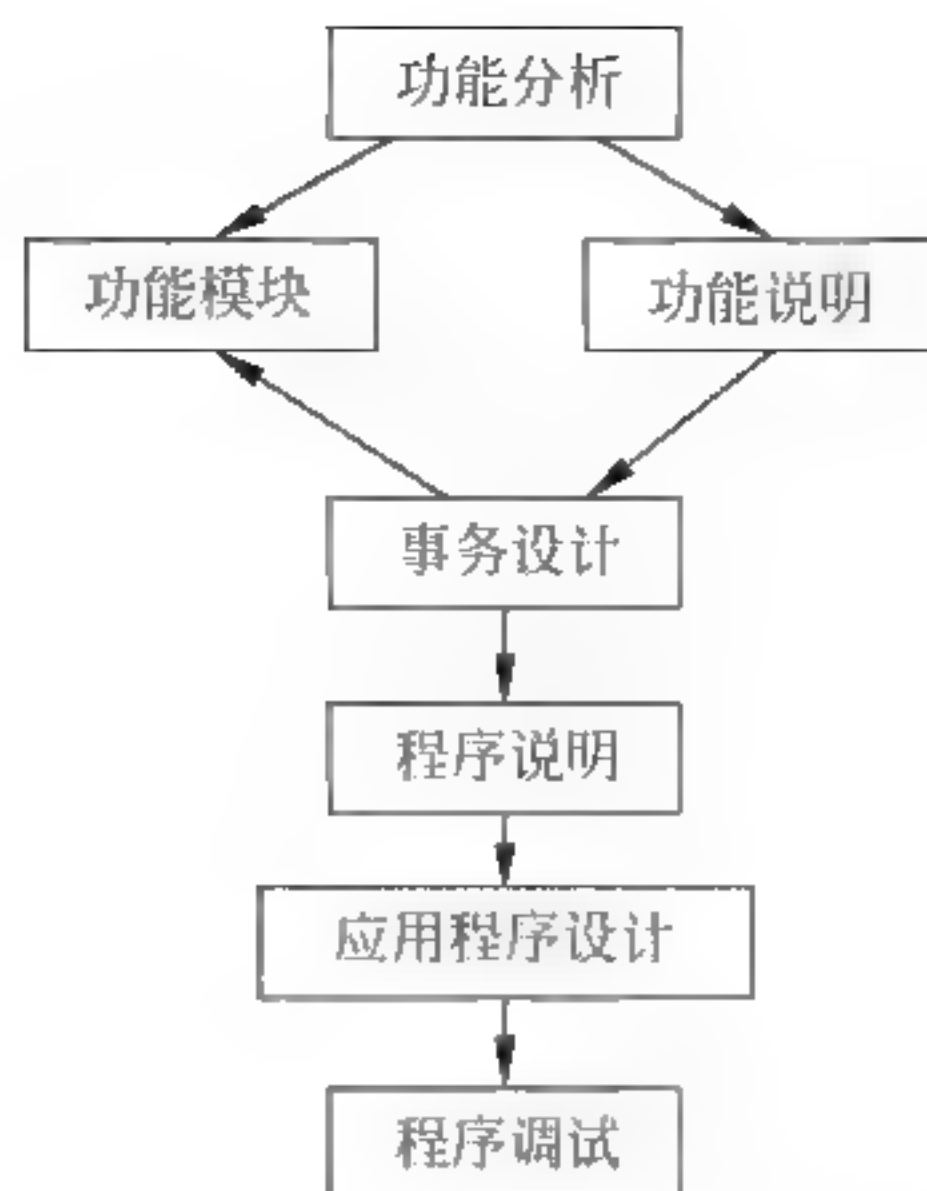 功能分析
功能模块
功能说明
事务设计
程序说明
应用程序设计
程序调试